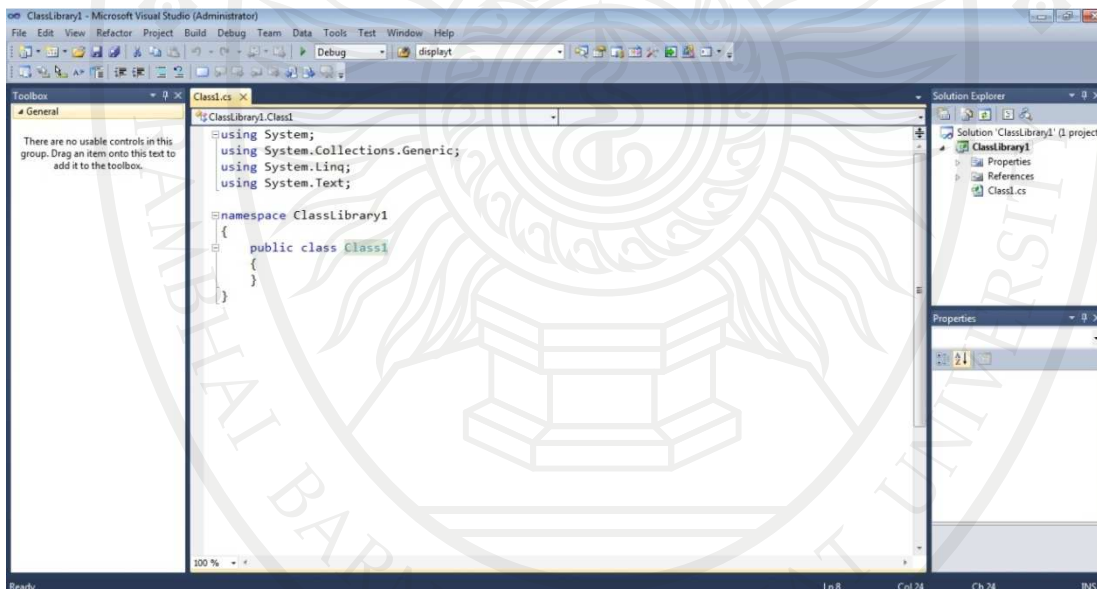 ClassLibrary1 - Microsoft Visual Studio (Administrator)
File Edit View Refactor Project Build Debug Team Data Tools Test Window Help
Debug displayt
Toolbox
General
There are no usable controls in this
group. Drag an item onto this text to
add it to the toolbox.
Class1.cs
ClassLibrary1.Class1
using System;
using System.Collections.Generic;
using System.Linq;
using System.Text;
namespace ClassLibrary1
{
public class Class1
{
}
}
100 %
Solution Explorer
Solution 'ClassLibrary1' (1 project
ClassLibrary1
Properties
References
Class1.cs
Properties
Ready Ln 8 Col 24 Ch 24 INS
AMBHAI BAR
UNIVERSIT